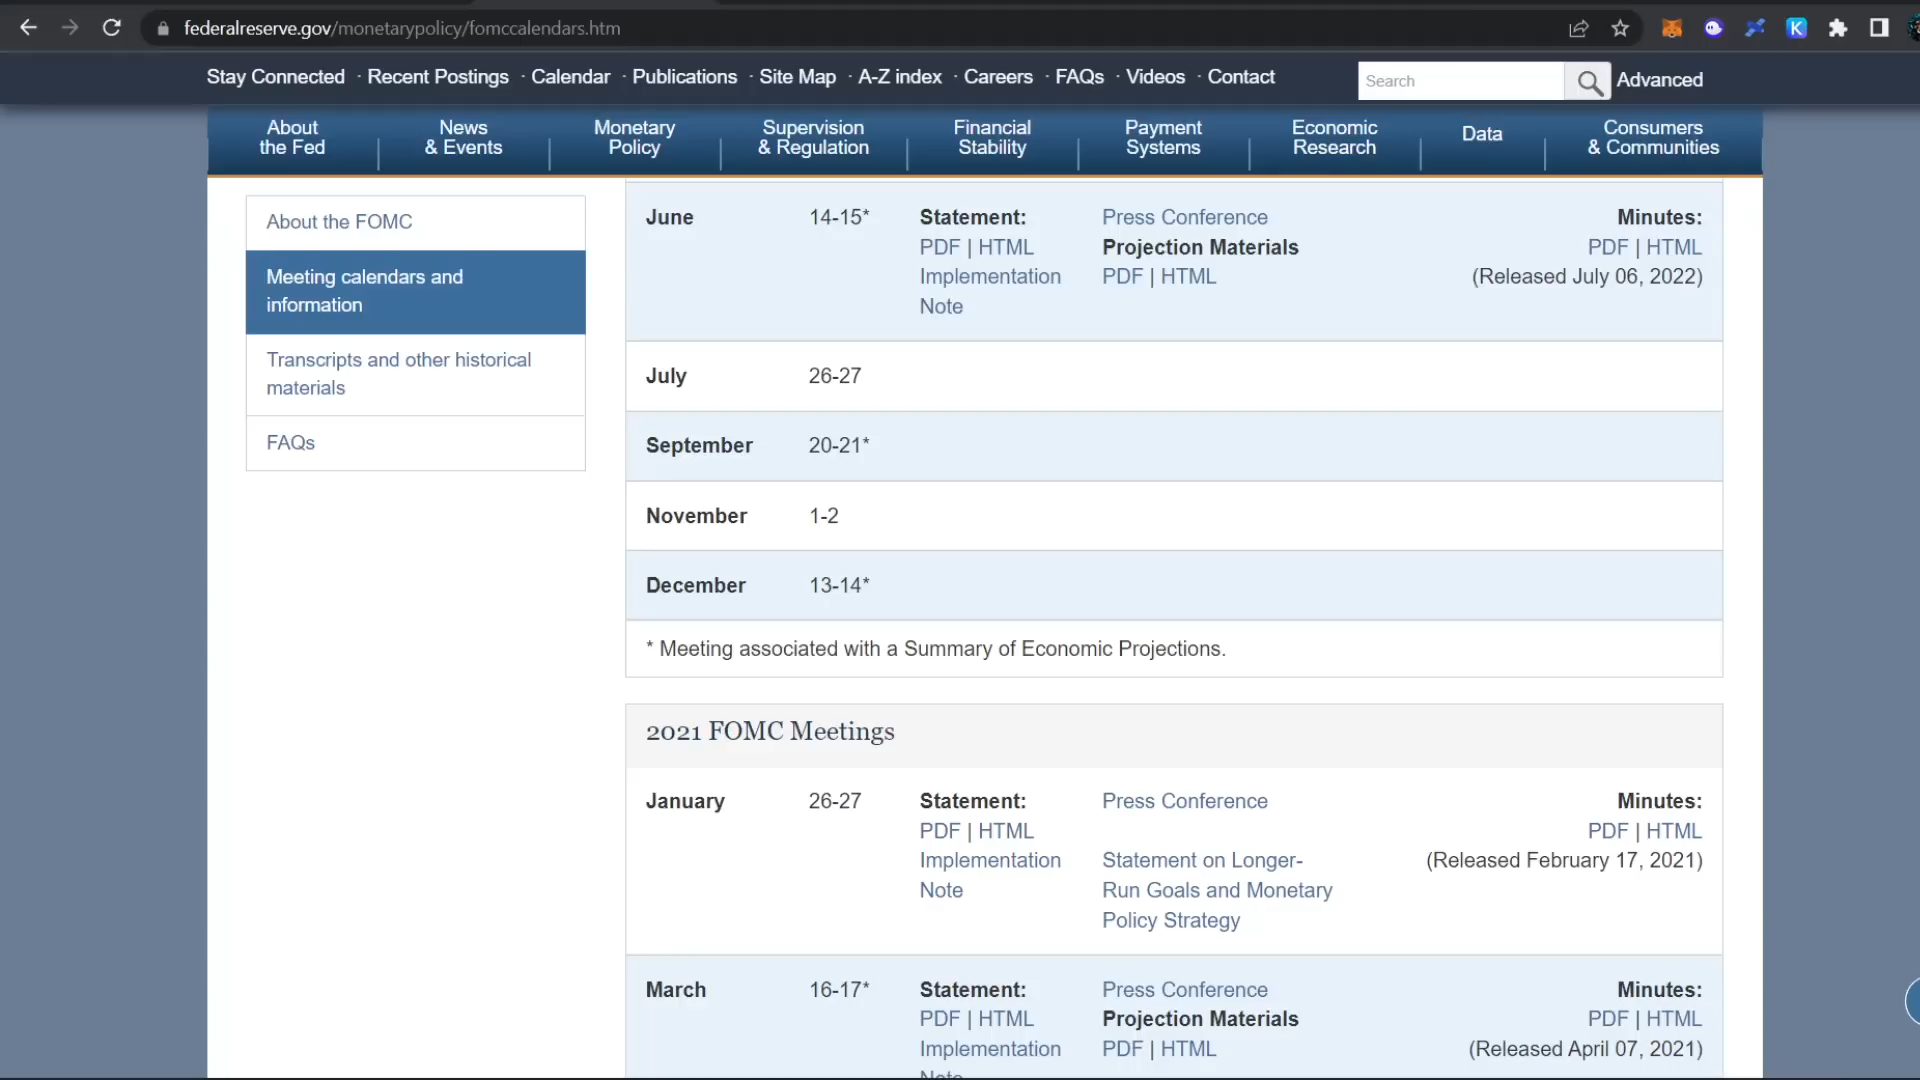 federalreserve.gov/monetarypolicy/fomccalendars.htm
Stay Connected · Recent Postings · Calendar · Publications · Site Map · A-Z index · Careers · FAQs · Videos · Contact
Search
Advanced
About
the Fed
News
& Events
Monetary
Policy
Supervision
& Regulation
Financial
Stability
Payment
Systems
Economic
Research
Data
Consumers
& Communities
About the FOMC
Meeting calendars and
information
Transcripts and other historical
materials
FAQs
June 14-15* Statement: Press Conference Minutes:
PDF | HTML Projection Materials PDF | HTML
Implementation PDF | HTML (Released July 06, 2022)
Note
July 26-27
September 20-21*
November 1-2
December 13-14*
* Meeting associated with a Summary of Economic Projections.
2021 FOMC Meetings
January 26-27 Statement: Press Conference Minutes:
PDF | HTML PDF | HTML
Implementation Statement on Longer- (Released February 17, 2021)
Note Run Goals and Monetary
Policy Strategy
March 16-17* Statement: Press Conference Minutes:
PDF | HTML Projection Materials PDF | HTML
Implementation PDF | HTML (Released April 07, 2021)
Note